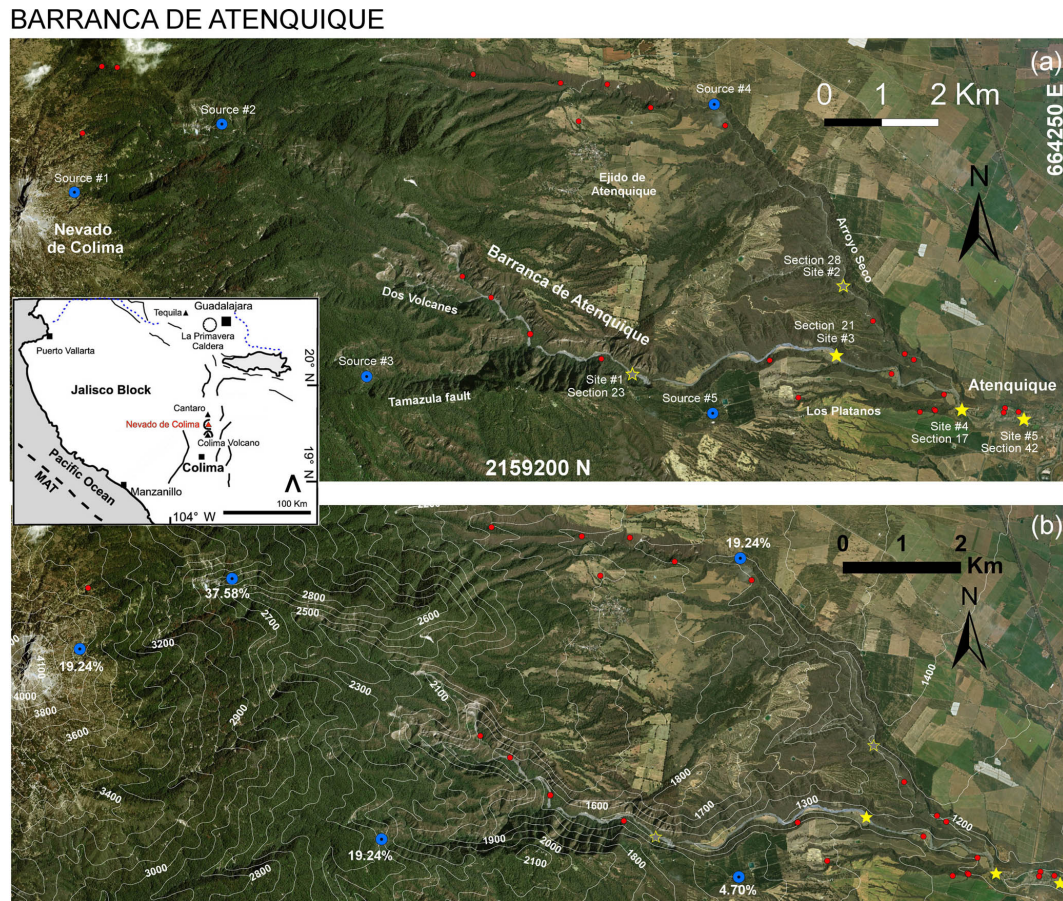 BARRANCA DE ATENQUIQUE
(a)
Source #2
Source #4
0 1 2 Km
664250 E
Source #1
Ejido de
Atenquique
N
Nevado
de Colima
Arroyo Seco
Barranca de Atenquique
Section 28
Site #2
Dos Volcanes
Section 21
Site #3
Source #3
Site #1
Section 23
Tamazula fault
Source #5
Los Platanos
Atenquique
Site #4
Section 17
Site #5
Section 42
2159200 N
Tequila
Guadalajara
La Primavera
Caldera
Puerto Vallarta
20° N
Jalisco Block
Cantaro
Nevado de Colima
Colima Volcano
Colima
19° N
Pacific Ocean
MAT
Manzanillo
104° W
100 Km
(b)
2200
19.24%
0 1 2
Km
37.58%
2800
2500
2700
2600
N
3200
19.24%
4100
4000
3800
3600
2900
2300
2100
1400
3400
1600
1800
1700
1300
1200
1900
2000
2100
1800
19.24%
3000
2800
4.70%